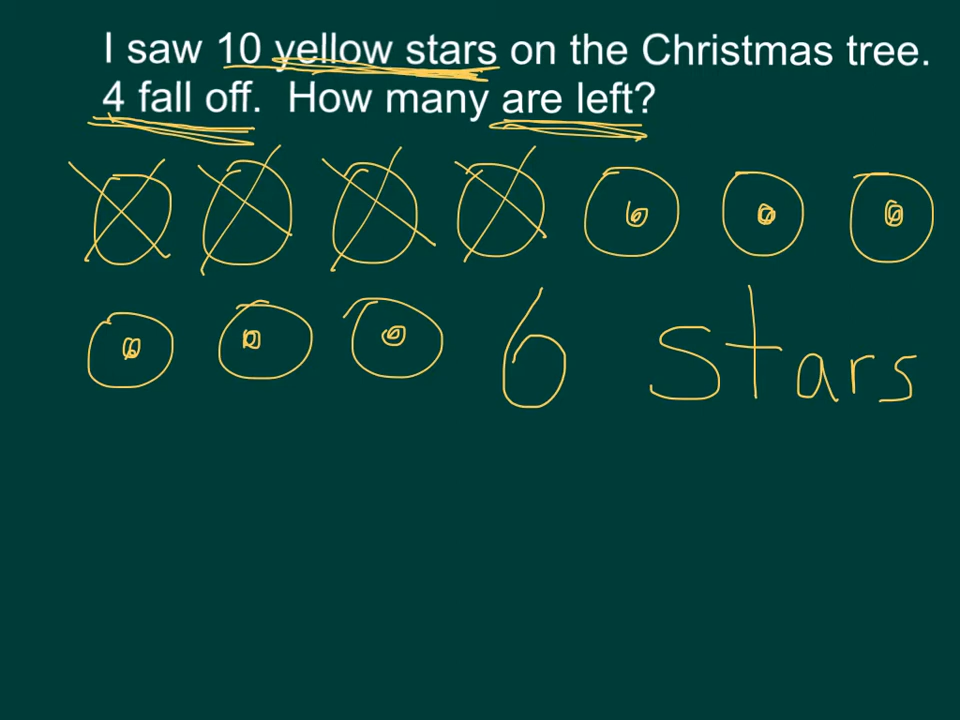 I saw 10 yellow stars on the Christmas tree.
4 fall off. How many are left?
6 stars